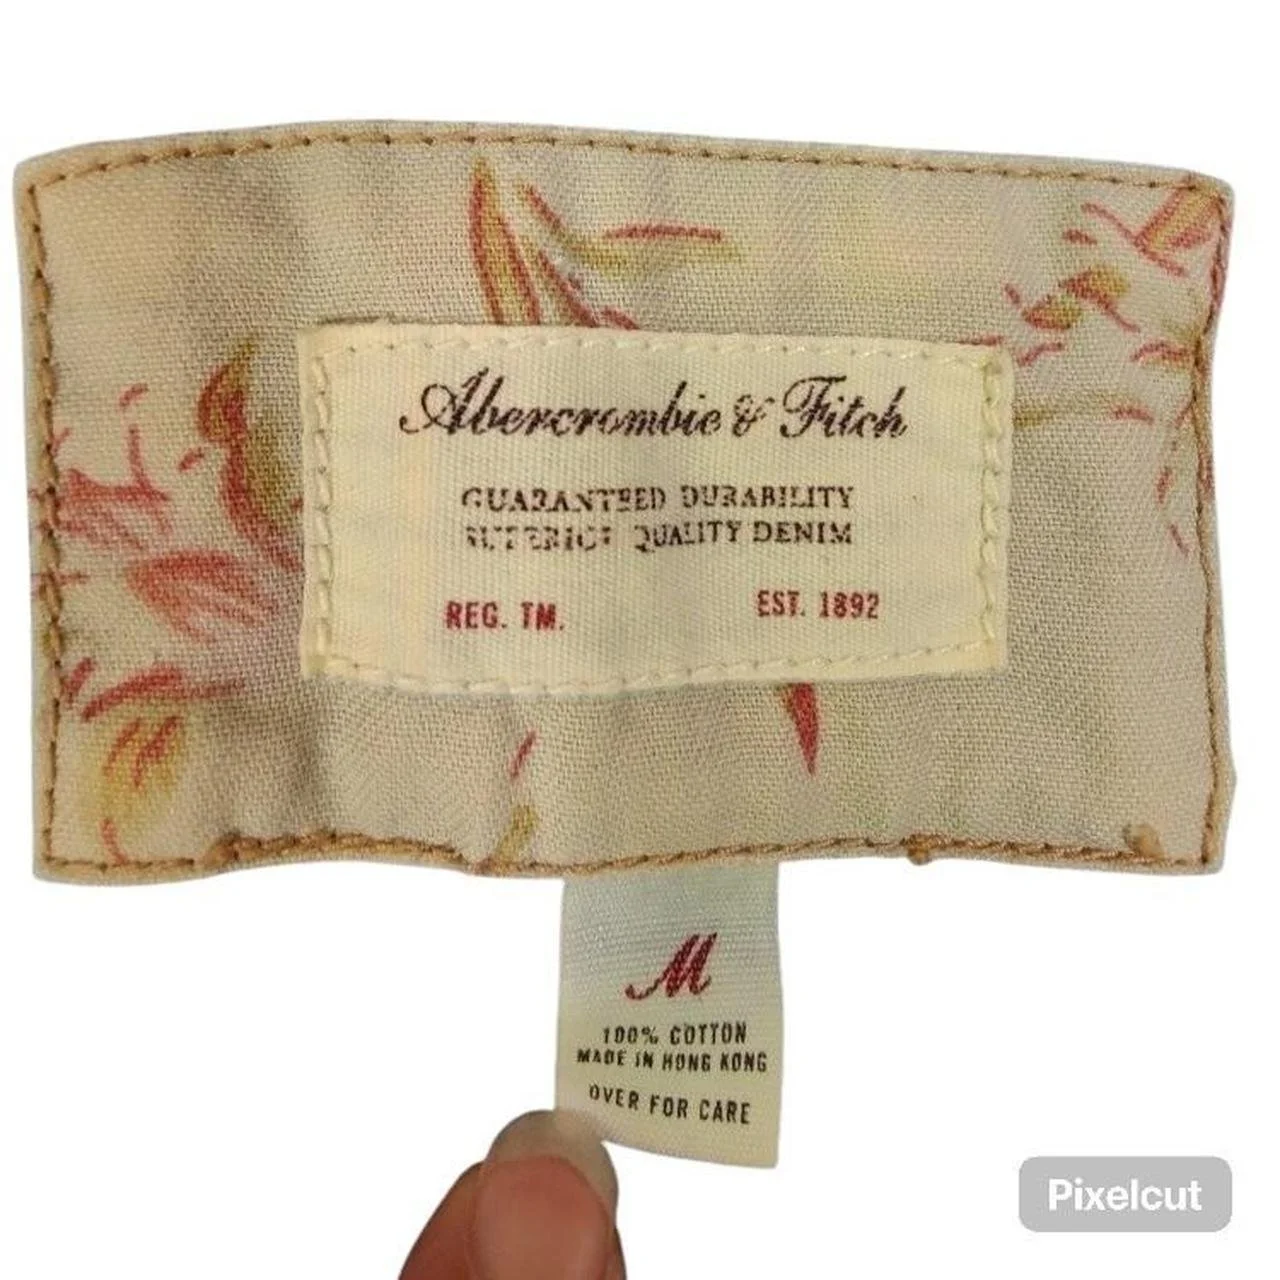 Abercrombie & Fitch
GUARANTEED DURABILITY
SUPERIOR QUALITY DENIM
REG. TM. EST. 1892
M
100% COTTON
MADE IN HONG KONG
OVER FOR CARE
Pixelcut